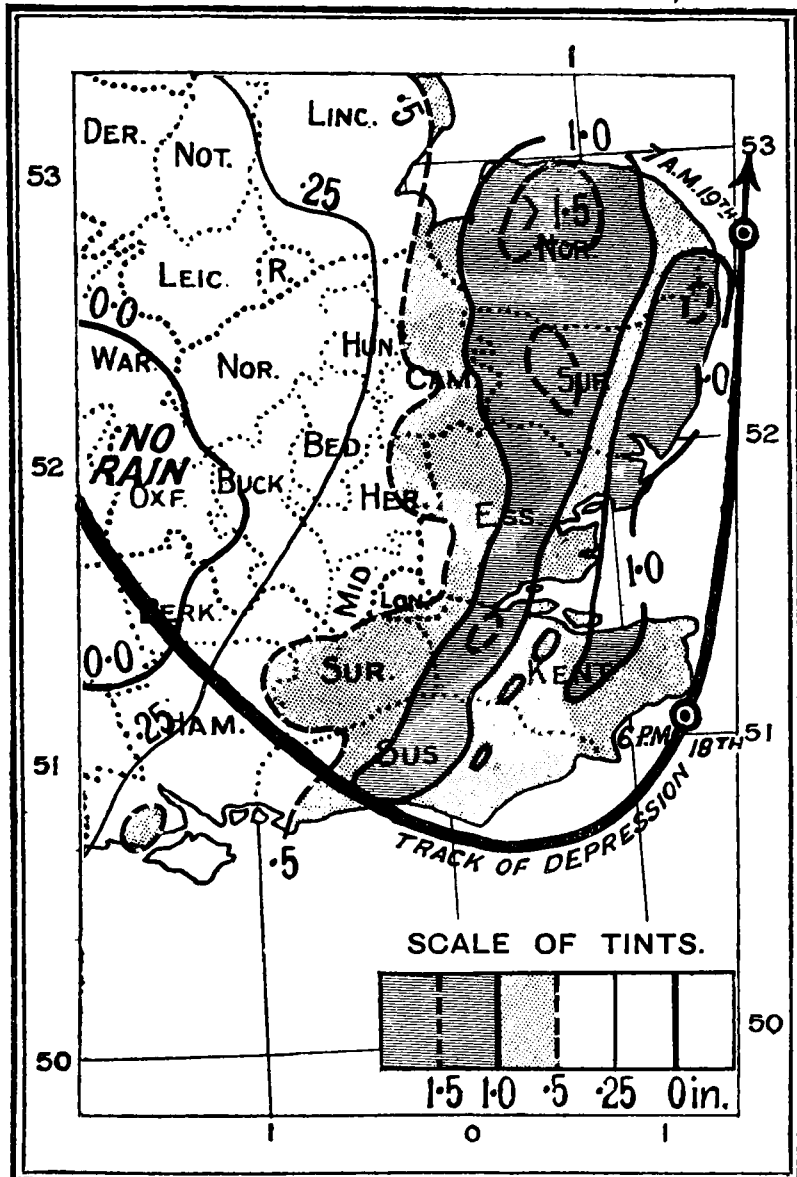 1
1.0
53
.5
LINC.
DER.
NOT.
53
.25
7 A.M. 19TH
> 1.5
NOR.
LEIC.
R.
0.0
WAR.
NOR.
HUN.
CAM.
SUF.
1.0
52
NO
RAIN
OXF.
BUCK
BED
HER.
ESS.
52
MID
LON.
1.0
BERK.
0.0
SUR.
KENT
.25
HAM.
SUS
6 P.M. 18TH
51
51
.5
TRACK OF DEPRESSION
SCALE OF TINTS.
50
50
1.5 1.0 .5 .25 0 in.
1 0 1